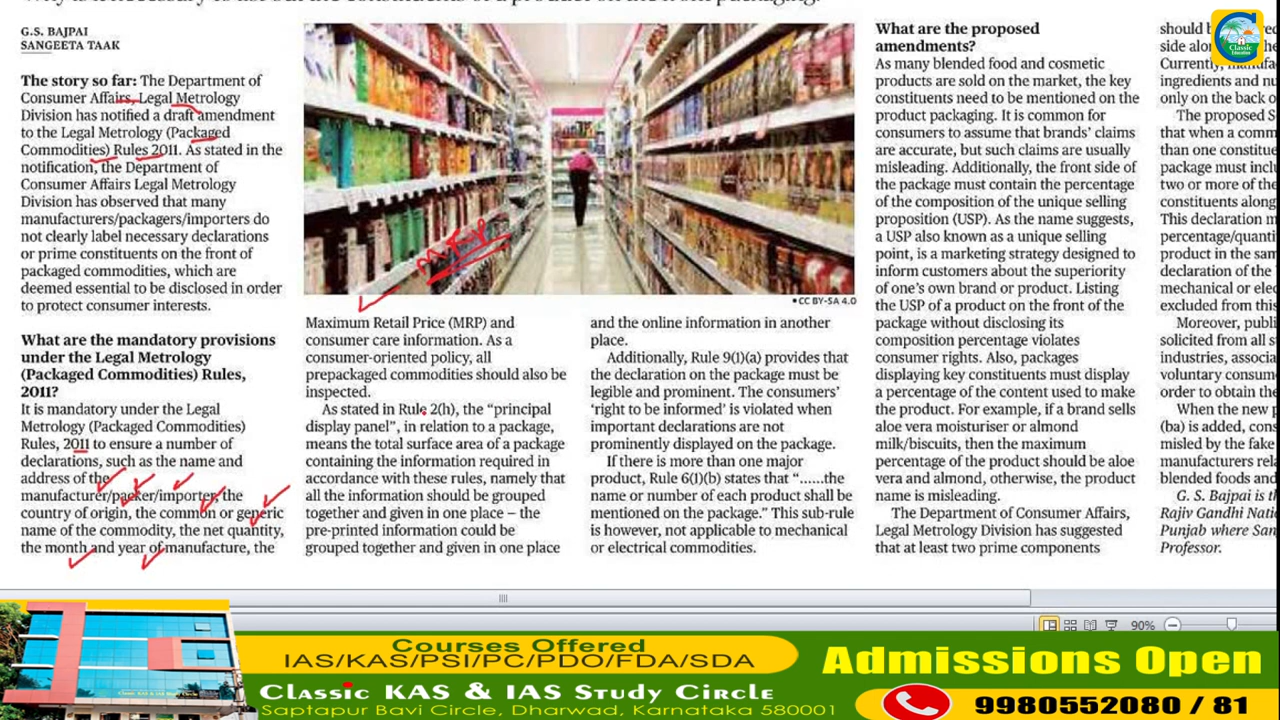 G.S. BAJPAI
SANGEETA TAAK
The story so far: The Department of
Consumer Affairs, Legal Metrology
Division has notified a draft amendment
to the Legal Metrology (Packaged
Commodities) Rules 2011. As stated in the
notification, the Department of
Consumer Affairs Legal Metrology
Division has observed that many
manufacturers/packagers/importers do
not clearly label necessary declarations
or prime constituents on the front of
packaged commodities, which are
deemed essential to be disclosed in order
to protect consumer interests.
What are the mandatory provisions
under the Legal Metrology
(Packaged Commodities) Rules,
2011?
It is mandatory under the Legal
Metrology (Packaged Commodities)
Rules, 2011 to ensure a number of
declarations, such as the name and
address of the
manufacturer/packer/importer, the
country of origin, the common or generic
name of the commodity, the net quantity,
the month and year of manufacture, the
MRP
•CC BY-SA 4.0
Maximum Retail Price (MRP) and
consumer care information. As a
consumer-oriented policy, all
prepackaged commodities should also be
inspected.
As stated in Rule 2(h), the “principal
display panel”, in relation to a package,
means the total surface area of a package
containing the information required in
accordance with these rules, namely that
all the information should be grouped
together and given in one place – the
pre-printed information could be
grouped together and given in one place
and the online information in another
place.
Additionally, Rule 9(1)(a) provides that
the declaration on the package must be
legible and prominent. The consumers’
‘right to be informed’ is violated when
important declarations are not
prominently displayed on the package.
If there is more than one major
product, Rule 6(1)(b) states that “......the
name or number of each product shall be
mentioned on the package.” This sub-rule
is however, not applicable to mechanical
or electrical commodities.
What are the proposed
amendments?
As many blended food and cosmetic
products are sold on the market, the key
constituents need to be mentioned on the
product packaging. It is common for
consumers to assume that brands’ claims
are accurate, but such claims are usually
misleading. Additionally, the front side of
the package must contain the percentage
of the composition of the unique selling
proposition (USP). As the name suggests,
a USP also known as a unique selling
point, is a marketing strategy designed to
inform customers about the superiority
of one’s own brand or product. Listing
the USP of a product on the front of the
package without disclosing its
composition percentage violates
consumer rights. Also, packages
displaying key constituents must display
a percentage of the content used to make
the product. For example, if a brand sells
aloe vera moisturiser or almond
milk/biscuits, then the maximum
percentage of the product should be aloe
vera and almond, otherwise, the product
name is misleading.
The Department of Consumer Affairs,
Legal Metrology Division has suggested
that at least two prime components
should
side
Currently,
ingredients and
only on the back o
The proposed S
that when a comm
than one constitue
package must inclu
two or more of the
constituents along
This declaration m
percentage/quanti
product in the sam
declaration of the
mechanical or elec
excluded from this
Moreover, publi
solicited from all s
industries, associa
voluntary consum
order to obtain the
When the new p
(ba) is added, cons
misled by the fake
manufacturers rela
blended foods and
G. S. Bajpai is t
Rajiv Gandhi Nati
Punjab where San
Professor.
Classic
Education
90%
Courses Offered
IAS/KAS/PSI/PC/PDO/FDA/SDA
Classic KAS & IAS Study Circle
Saptapur Bavi Circle, Dharwad, Karnataka 580001
Admissions Open
9980552080 / 81